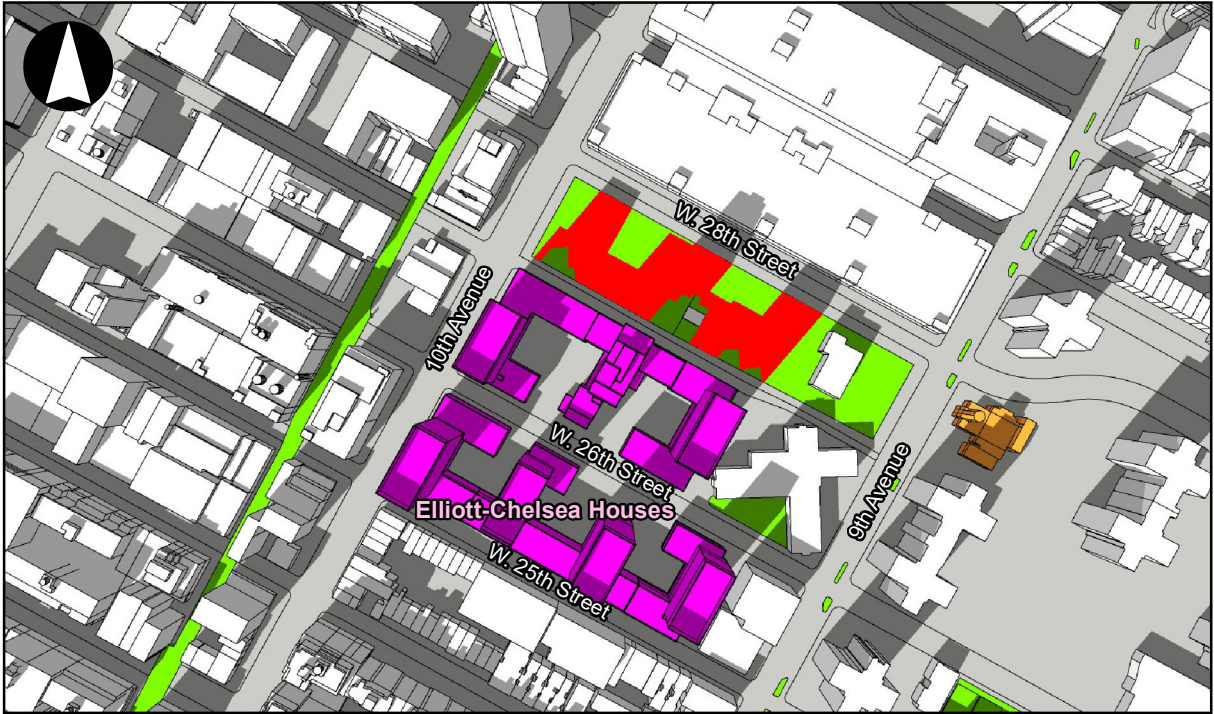 W. 28th Street
10th Avenue
W. 26th Street
9th Avenue
Elliott-Chelsea Houses
W. 25th Street